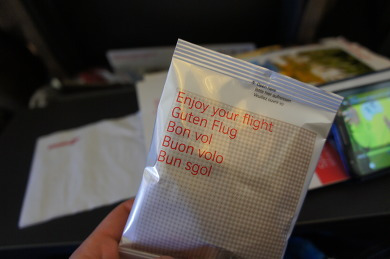 Enjoy your flight
Guten Flug
Bon vol
Buon volo
Bun sgol